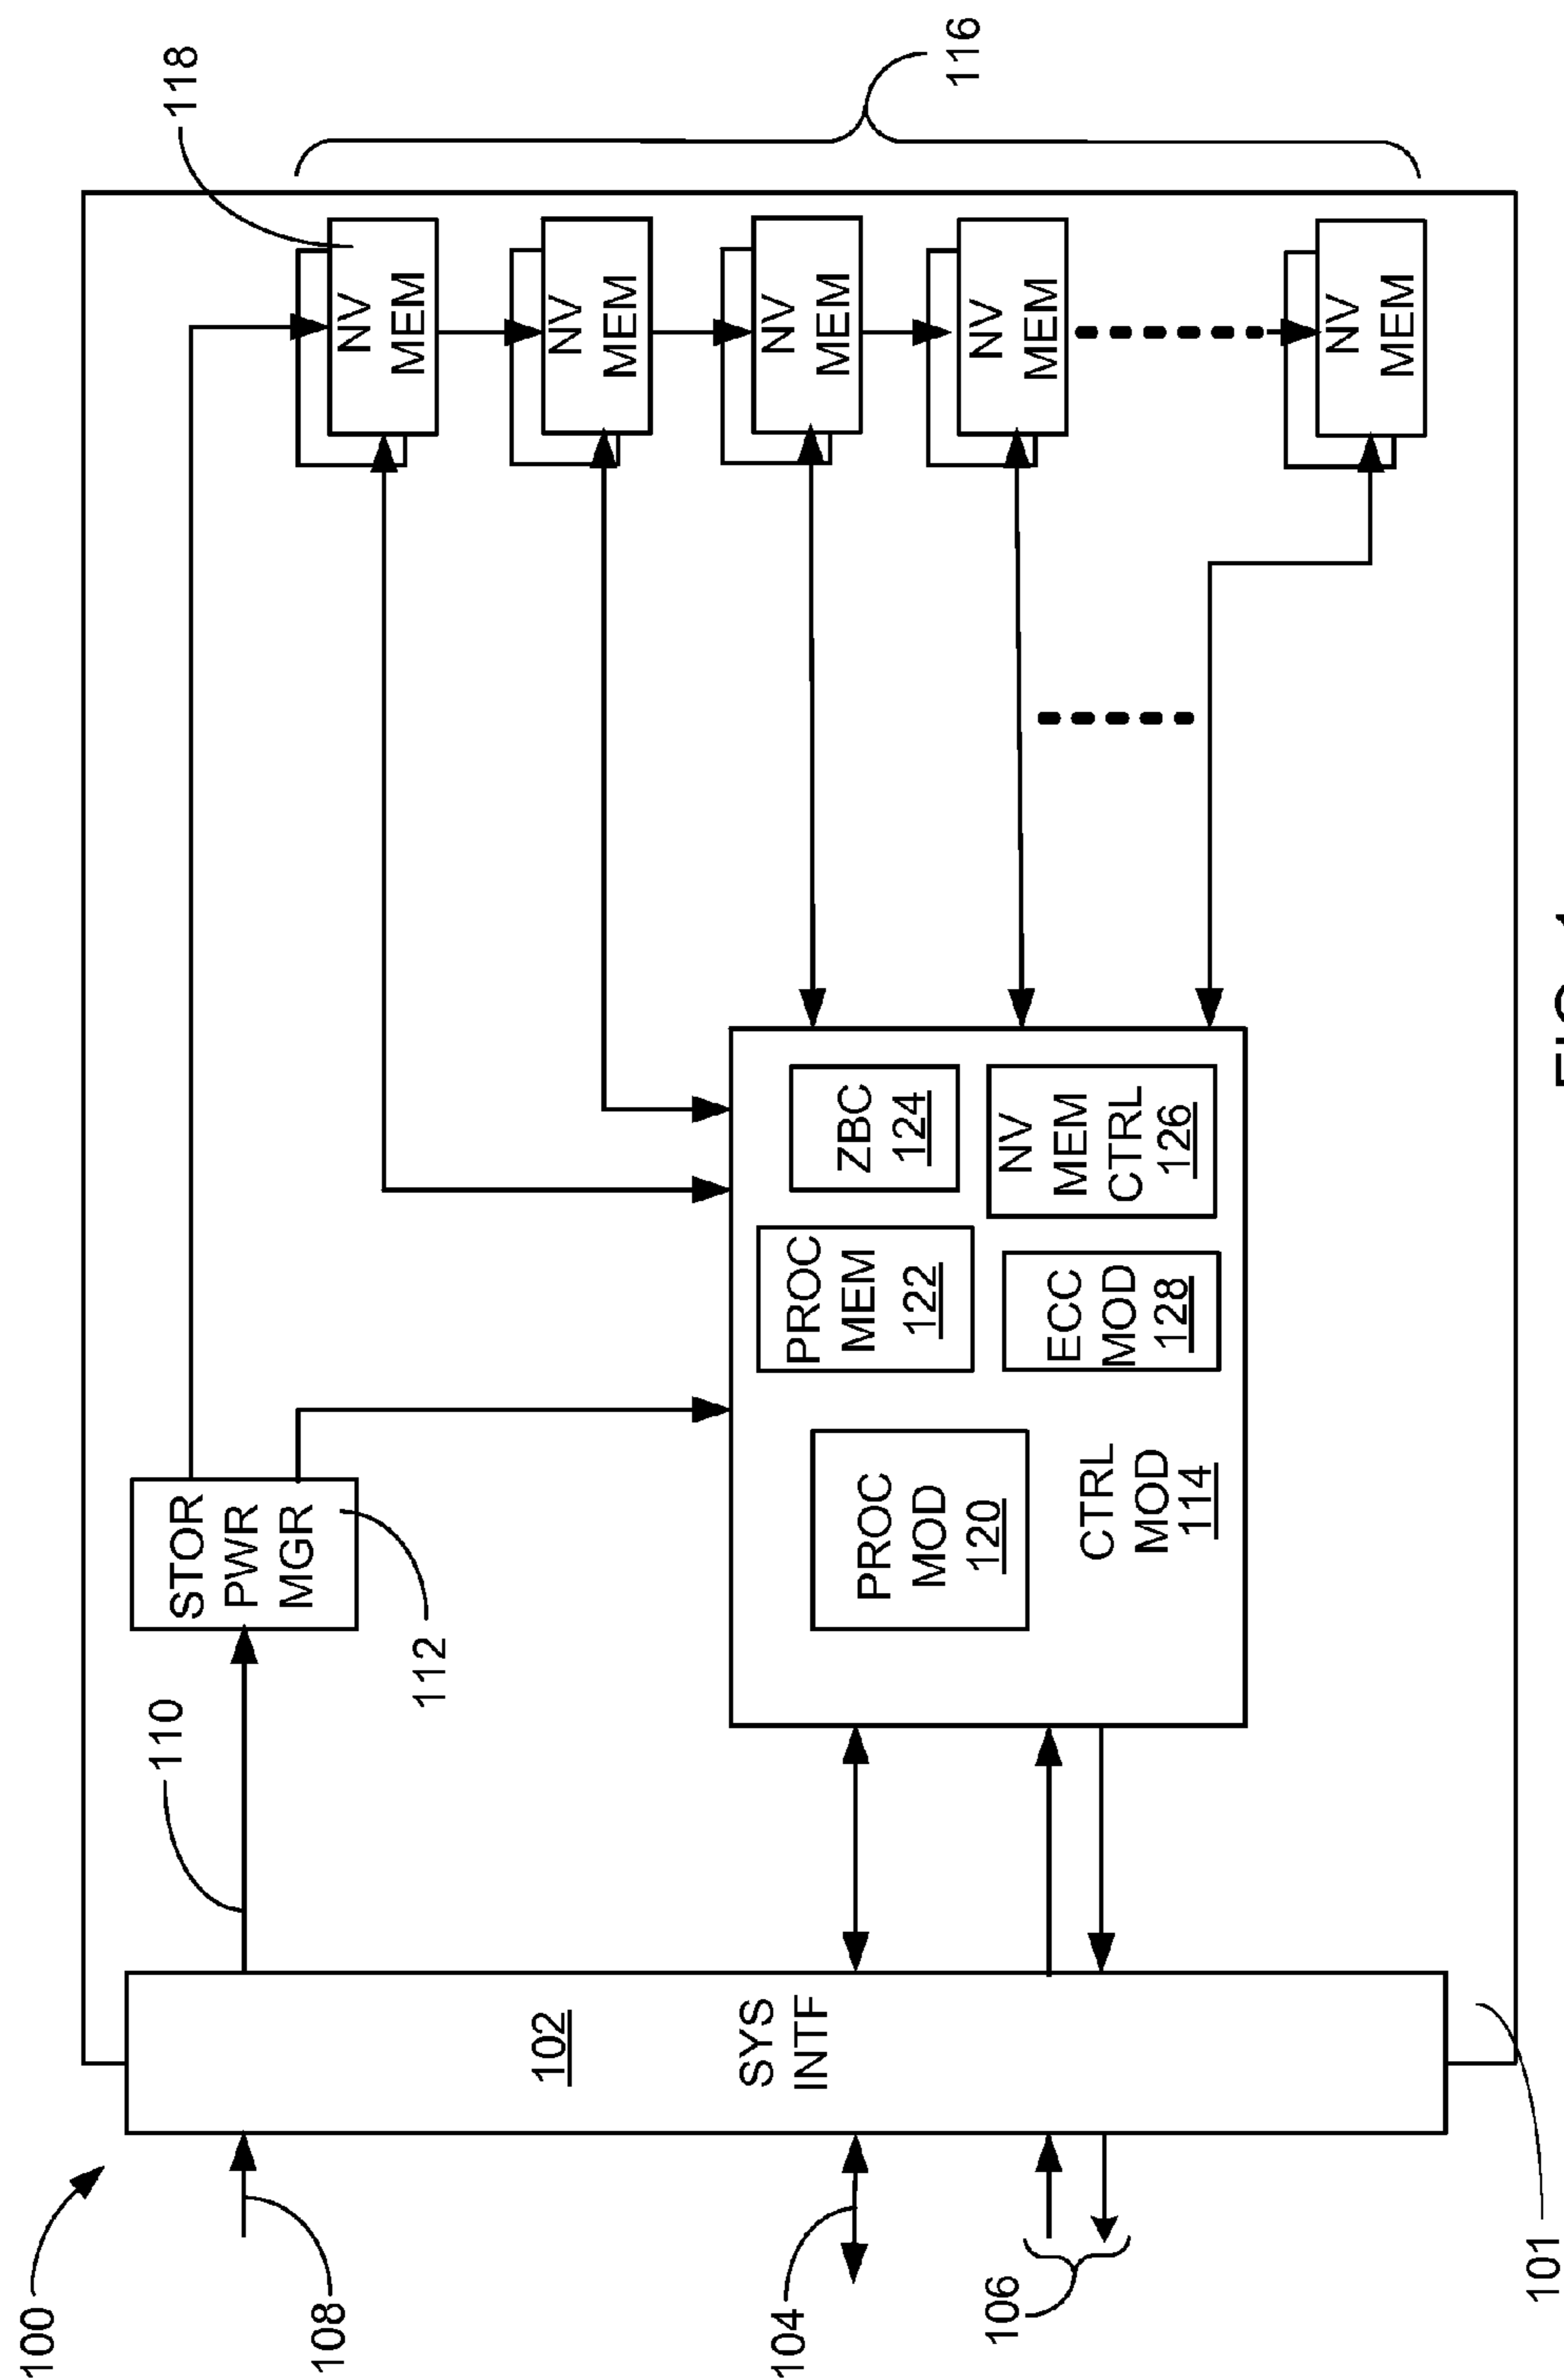 100
110
118
STOR
PWR
MGR
108
112
NV
MEM
102
NV
MEM
SYS
INTF
104
NV
MEM
PROC
MOD
120
PROC
MEM
122
ZBC
124
116
106
CTRL
MOD
114
ECC
MOD
128
NV
MEM
CTRL
126
NV
MEM
NV
MEM
101